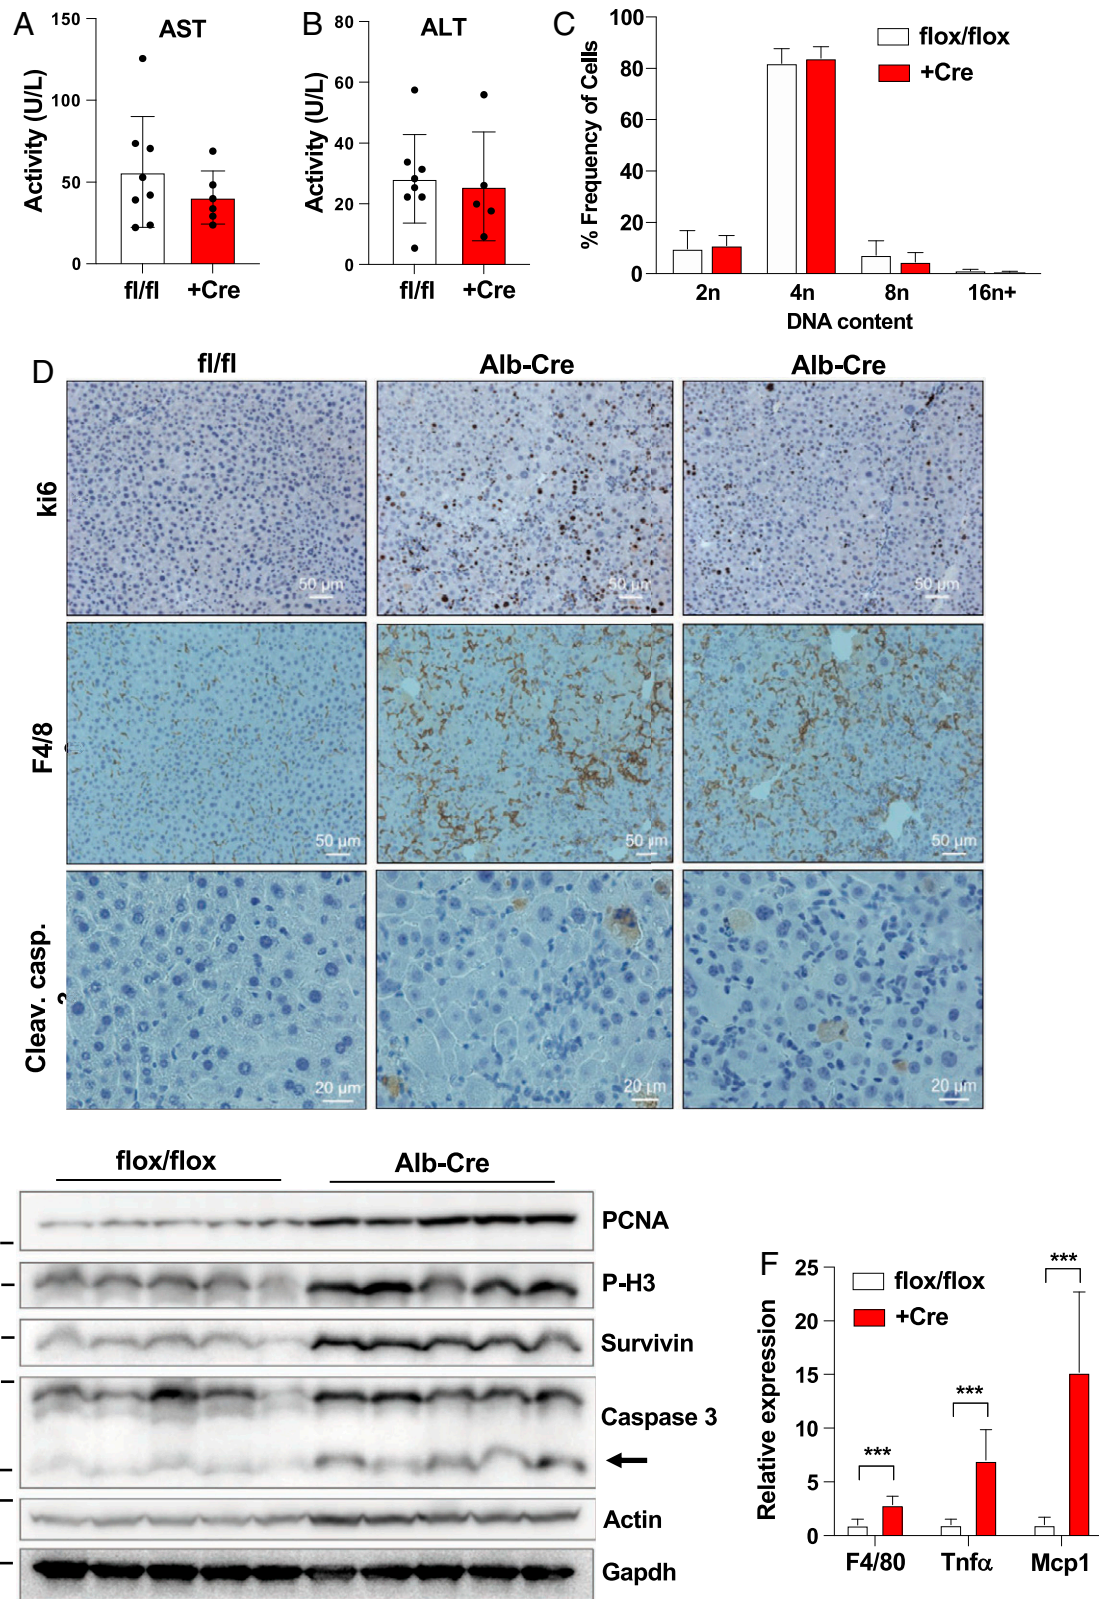 A
AST
150
100
50
0
Activity (U/L)
fl/fl
+Cre
B
ALT
80
60
40
20
0
Activity (U/L)
fl/fl
+Cre
C
100
80
60
40
20
0
% Frequency of Cells
flox/flox
+Cre
2n
4n
8n
16n+
DNA content
D
fl/fl
Alb-Cre
Alb-Cre
ki6
50 µm
50 µm
50 µm
F4/8
50 µm
50 µm
50 µm
Cleav. casp.
20 µm
20 µm
20 µm
flox/flox
Alb-Cre
PCNA
P-H3
Survivin
Caspase 3
Actin
Gapdh
F
25
20
15
10
5
0
Relative expression
flox/flox
+Cre
***
***
***
F4/80
Tnfα
Mcp1